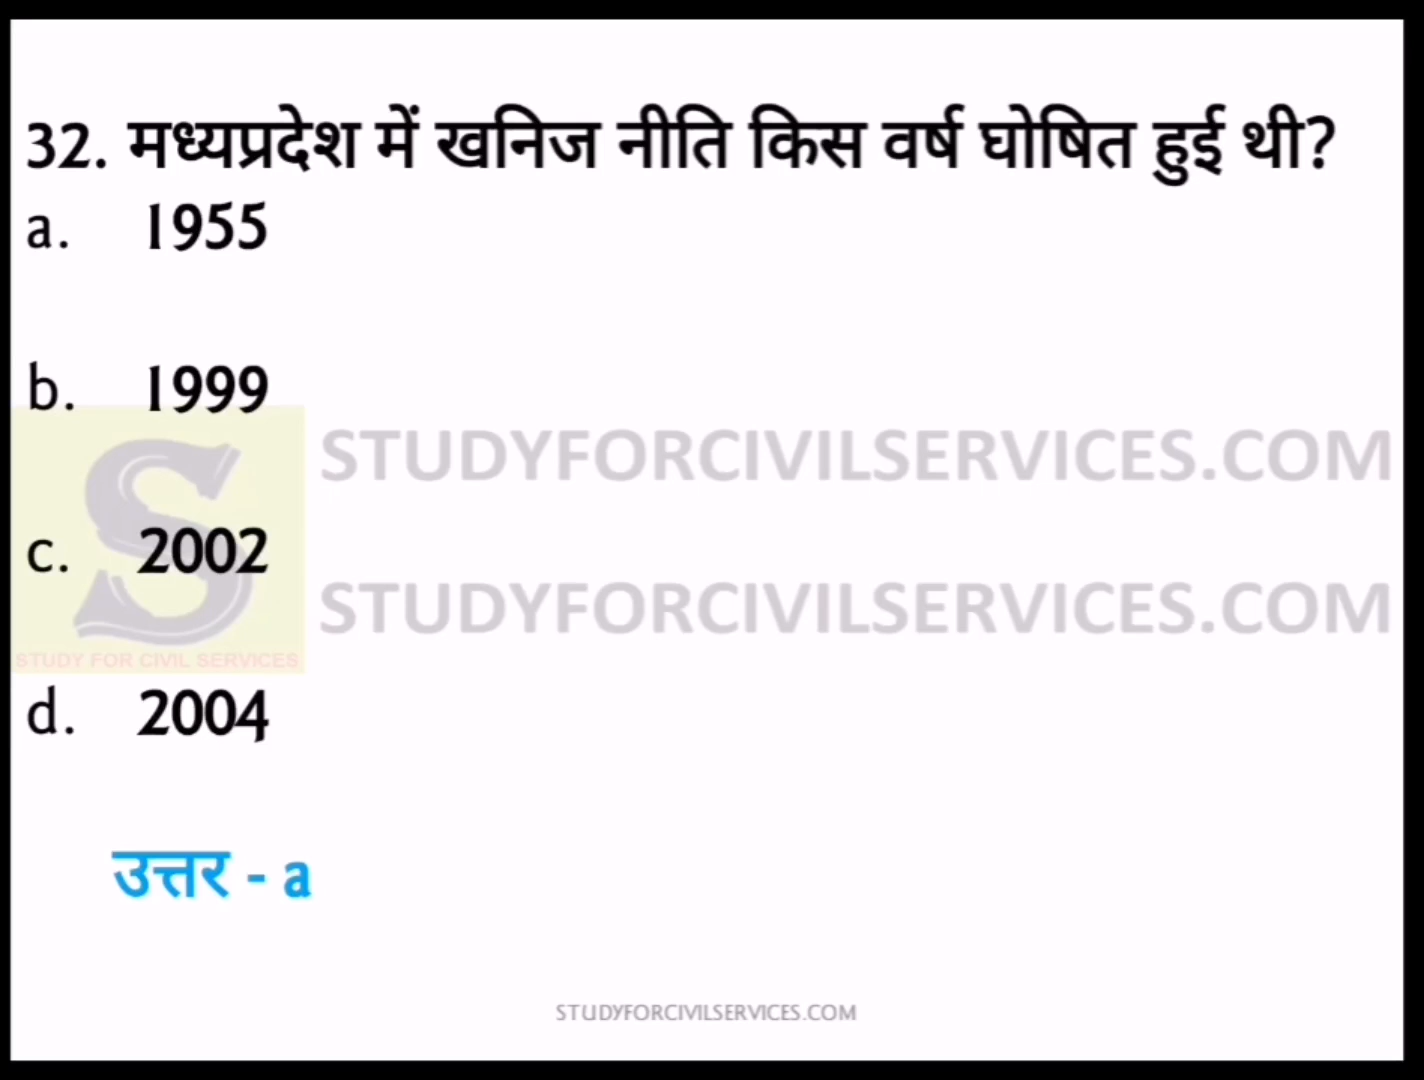 32. मध्यप्रदेश में खनिज नीति किस वर्ष घोषित हुई थी?
a. 1955
b. 1999
STUDYFORCIVILSERVICES.COM
c. 2002
STUDYFORCIVILSERVICES.COM
S
STUDY FOR CIVIL SERVICES
d. 2004
उत्तर - a
STUDYFORCIVILSERVICES.COM